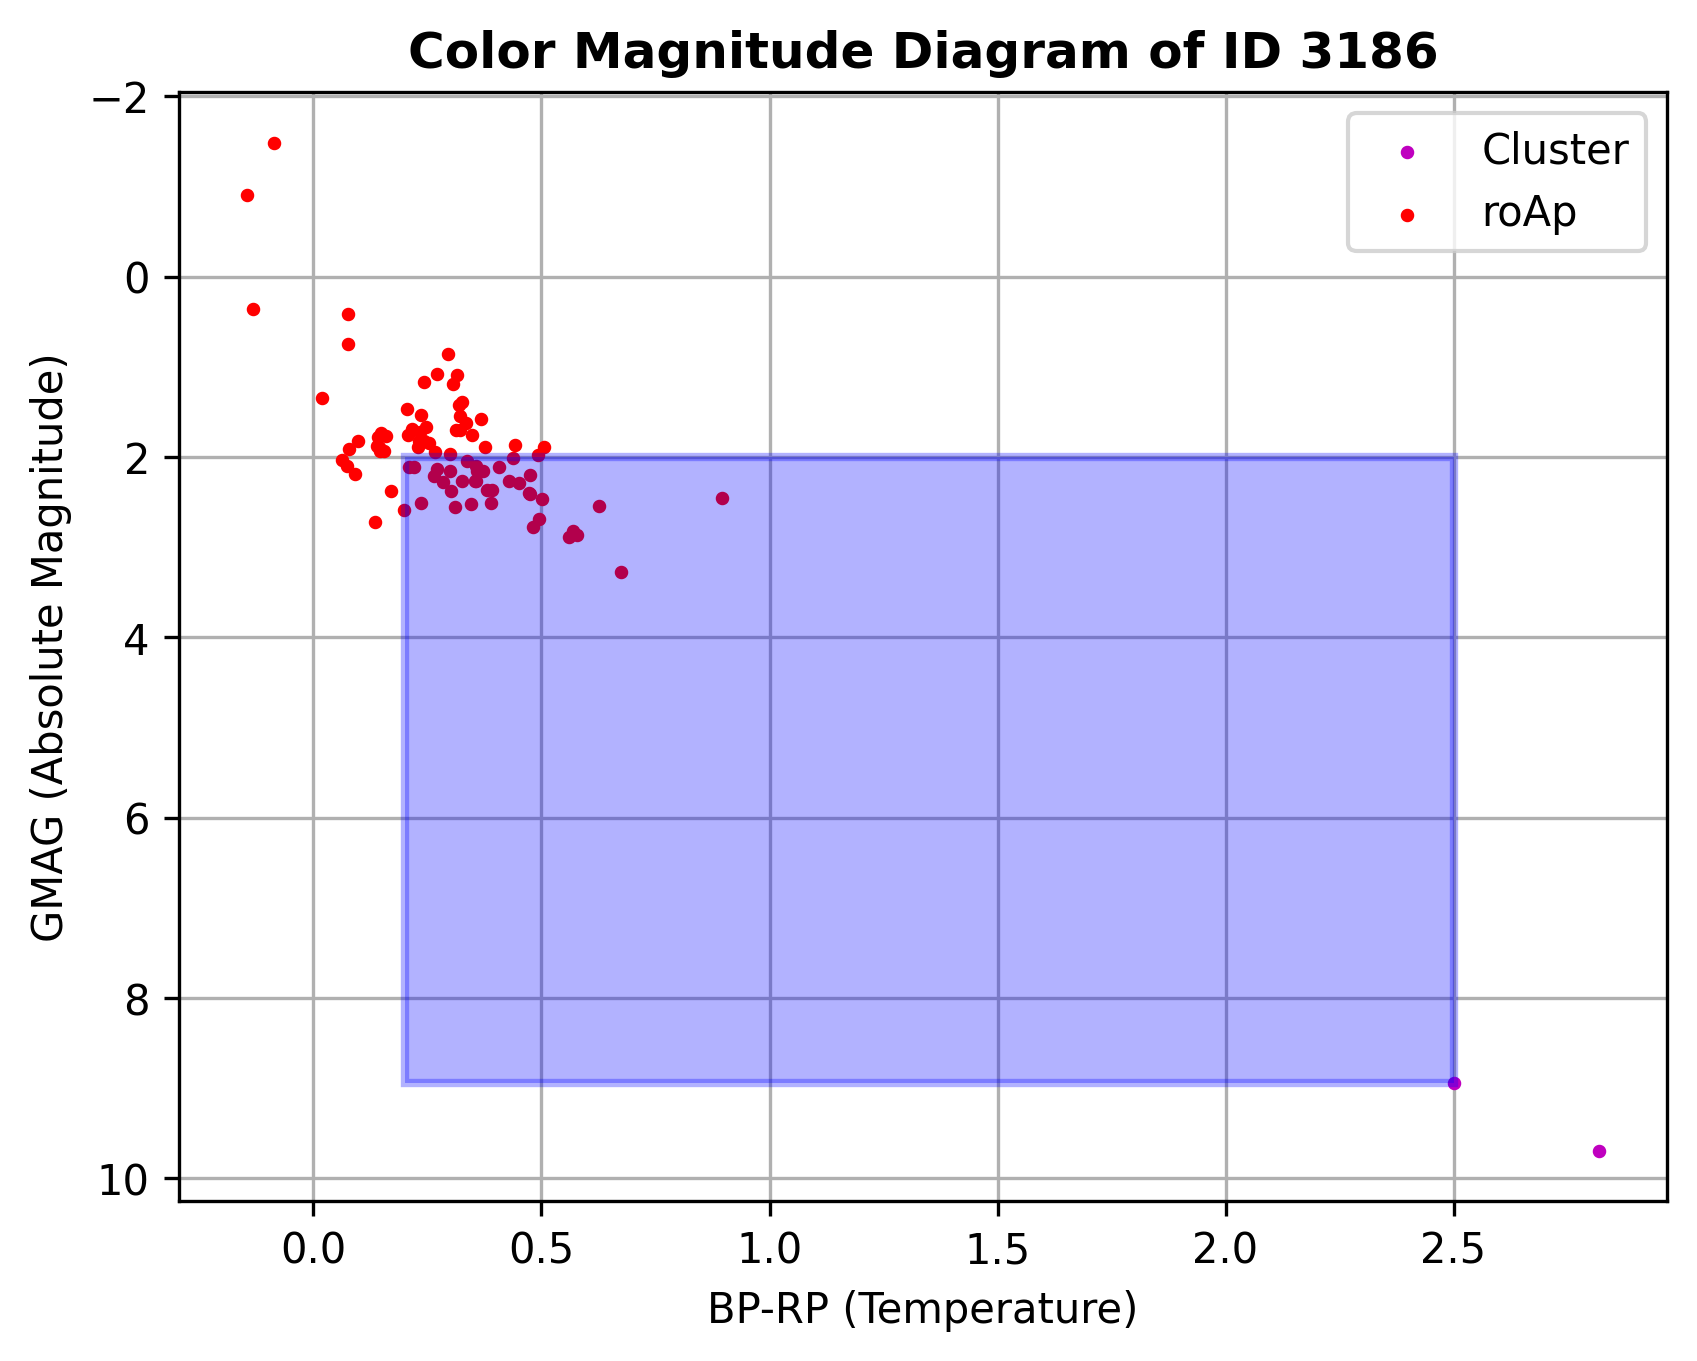 Color Magnitude Diagram of ID 3186
Cluster
roAp
−2
0
2
4
6
8
10
GMAG (Absolute Magnitude)
0.0 0.5 1.0 1.5 2.0 2.5
BP-RP (Temperature)